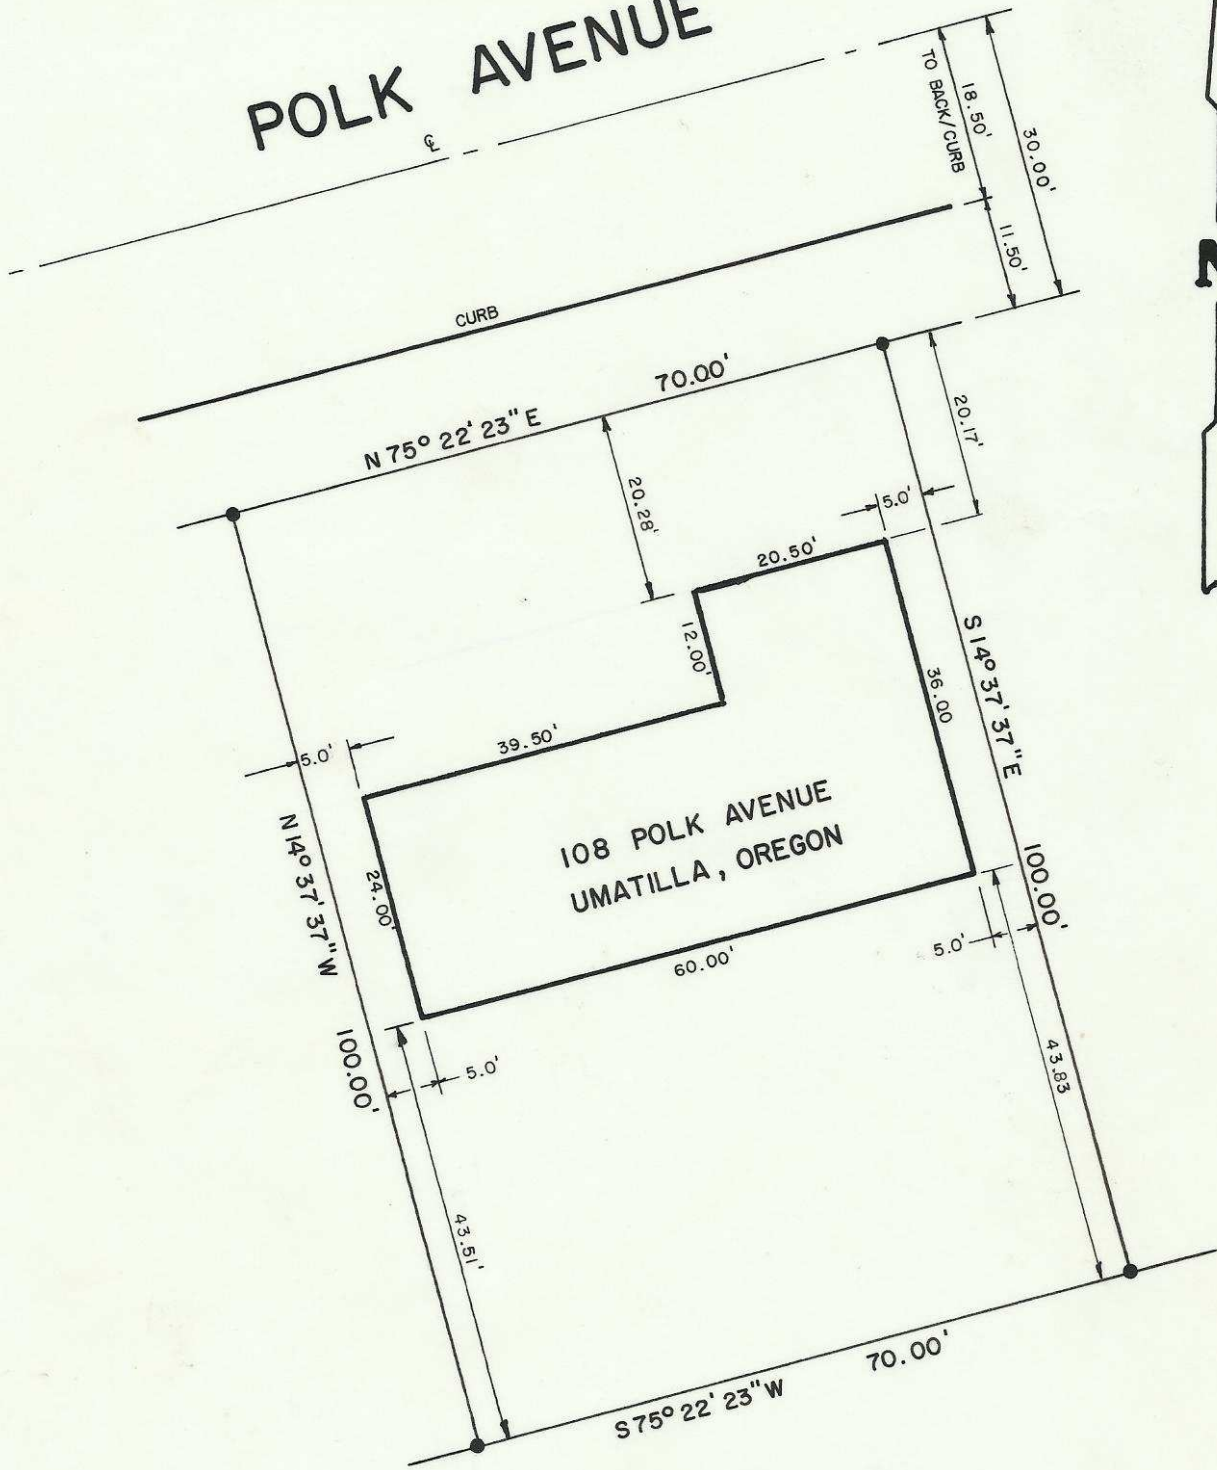 POLK AVENUE
℄
TO BACK/CURB
18.50'
30.00'
11.50'
CURB
N 75° 22' 23" E
70.00'
20.28'
20.17'
5.0'
20.50'
12.00'
36.00
S 14° 37' 37" E
100.00'
39.50'
5.0'
N 14° 37' 37" W
100.00'
24.00'
108 POLK AVENUE
UMATILLA, OREGON
60.00'
5.0'
5.0'
43.83
43.51'
S 75° 22' 23" W
70.00'